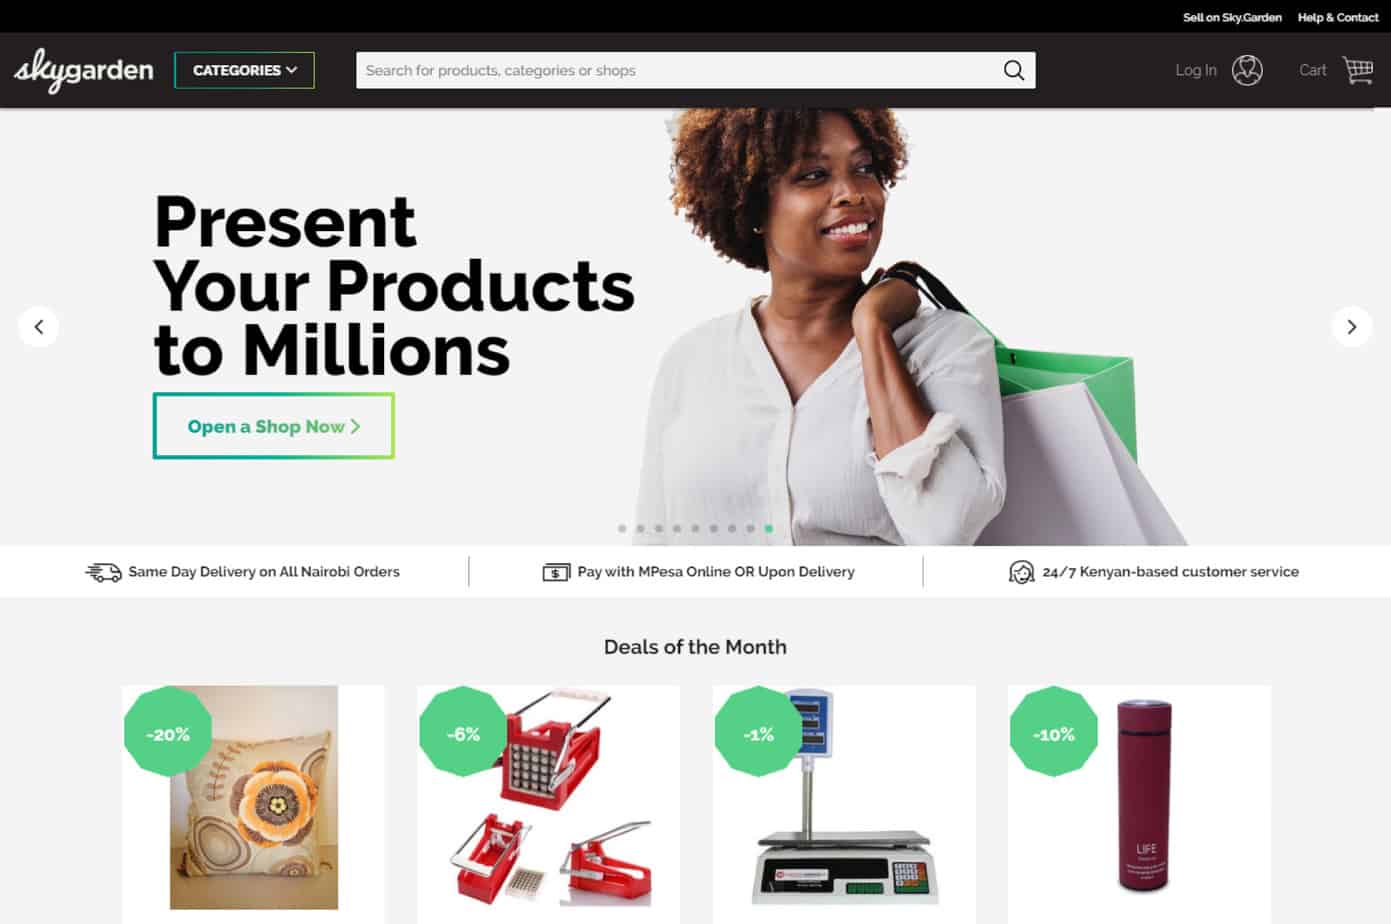 Sell on Sky.Garden Help & Contact
skygarden
CATEGORIES
Search for products, categories or shops
Log In
Cart
Present
Your Products
to Millions
Open a Shop Now
Same Day Delivery on All Nairobi Orders
Pay with MPesa Online OR Upon Delivery
24/7 Kenyan-based customer service
Deals of the Month
-20%
-6%
-1%
-10%
LIFE